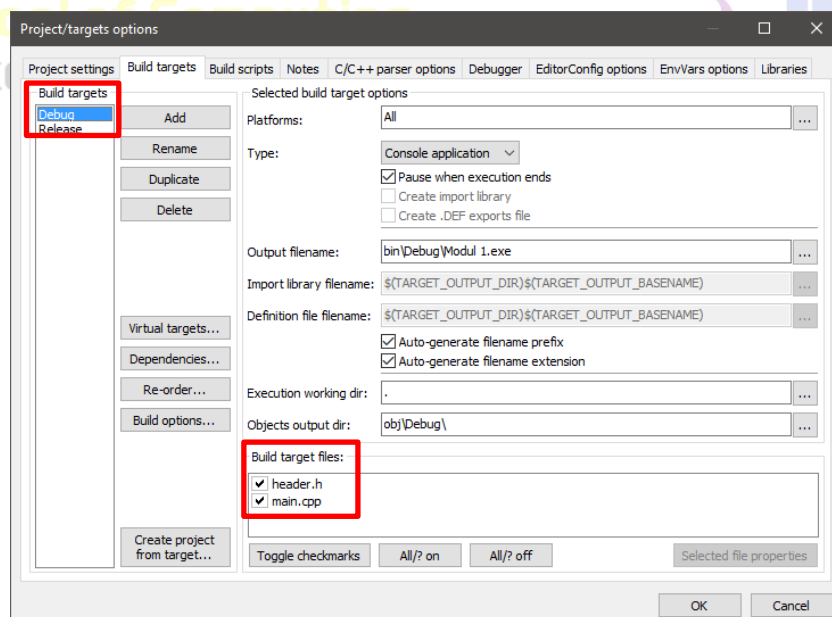 Project/targets options
Project settings Build targets Build scripts Notes C/C++ parser options Debugger EditorConfig options EnvVars options Libraries
Build targets
Debug
Release
Add
Rename
Duplicate
Delete
Virtual targets...
Dependencies...
Re-order...
Build options...
Create project
from target...
Selected build target options
Platforms: All ...
Type: Console application
Pause when execution ends
Create import library
Create .DEF exports file
Output filename: bin\Debug\Modul 1.exe ...
Import library filename: $(TARGET_OUTPUT_DIR)$(TARGET_OUTPUT_BASENAME) ...
Definition file filename: $(TARGET_OUTPUT_DIR)$(TARGET_OUTPUT_BASENAME) ...
Auto-generate filename prefix
Auto-generate filename extension
Execution working dir: . ...
Objects output dir: obj\Debug\ ...
Build target files:
header.h
main.cpp
Toggle checkmarks All/? on All/? off Selected file properties
OK Cancel